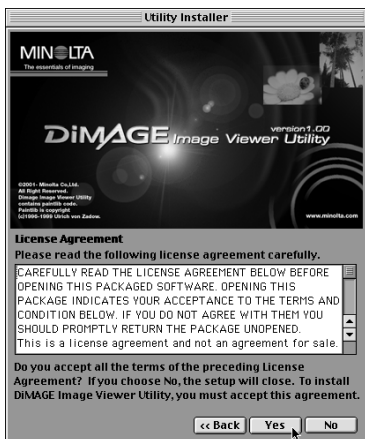 Utility Installer
MINOLTA
The essentials of imaging
DiMAGE Image Viewer Utility
version1.00
©2001- Minolta Co,Ltd.
All Right Reserved.
Dimage Image Viewer Utility
contains paintlib code.
Paintlib is copyright
(c)1996-1998 Ulrich von Zadow.
www.minolta.com
License Agreement
Please read the following license agreement carefully.
CAREFULLY READ THE LICENSE AGREEMENT BELOW BEFORE
OPENING THIS PACKAGED SOFTWARE. OPENING THIS
PACKAGE INDICATES YOUR ACCEPTANCE TO THE TERMS AND
CONDITION BELOW. IF YOU DO NOT AGREE WITH THEM YOU
SHOULD PROMPTLY RETURN THE PACKAGE UNOPENED.
This is a license agreement and not an agreement for sale.
Do you accept all the terms of the preceding License
Agreement? If you choose No, the setup will close. To install
DiMAGE Image Viewer Utility, you must accept this agreement.
<< Back Yes No